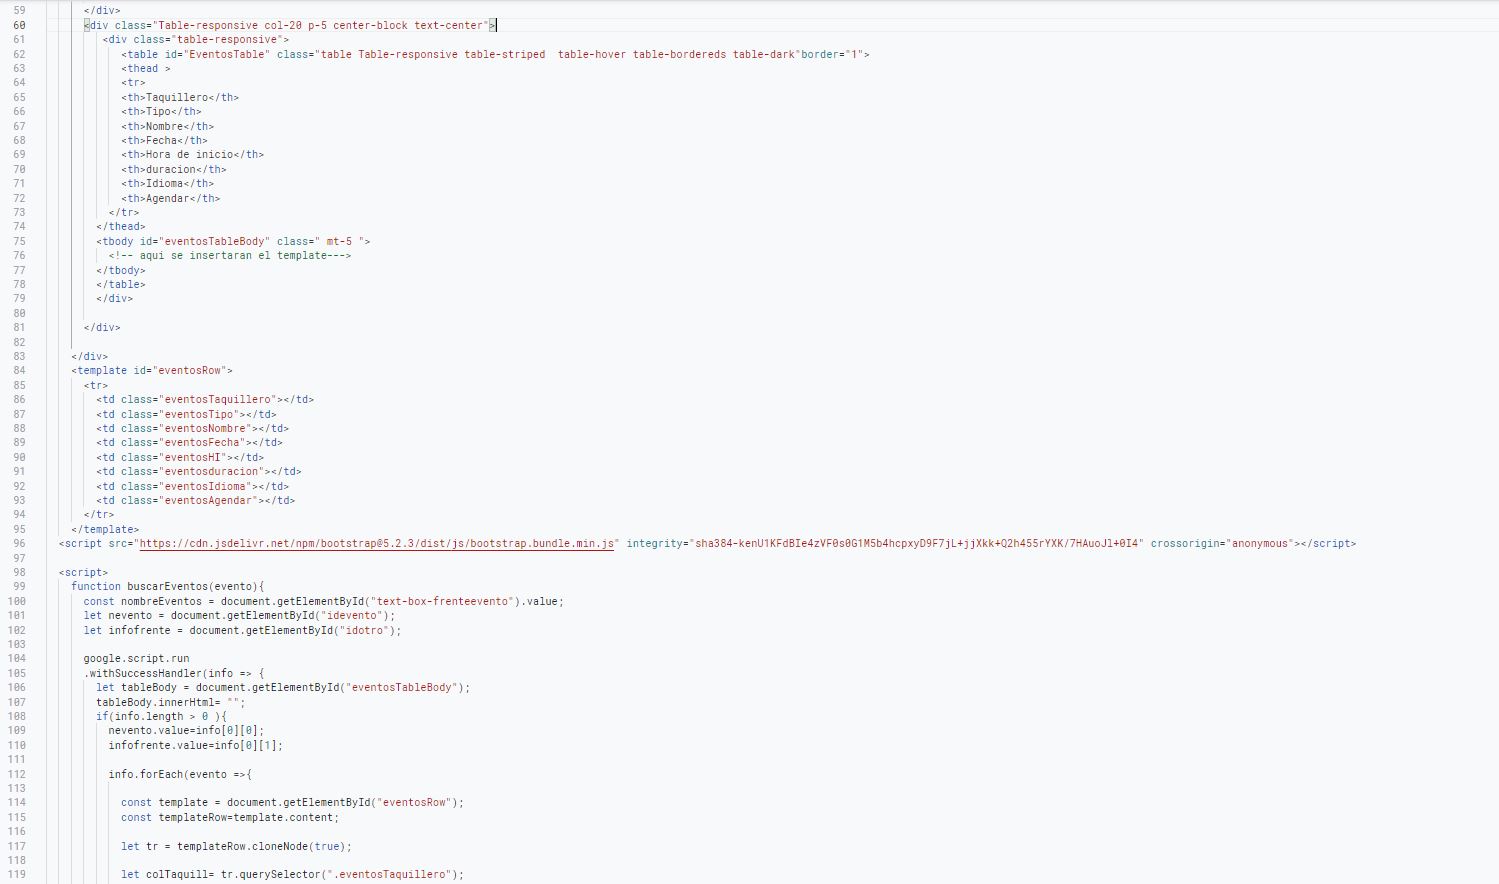 59 </div>
60 <div class="Table-responsive col-20 p-5 center-block text-center">
61 <div class="table-responsive">
62 <table id="EventosTable" class="table Table-responsive table-striped  table-hover table-bordereds table-dark"border="1">
63 <thead >
64 <tr>
65 <th>Taquillero</th>
66 <th>Tipo</th>
67 <th>Nombre</th>
68 <th>Fecha</th>
69 <th>Hora de inicio</th>
70 <th>duracion</th>
71 <th>Idioma</th>
72 <th>Agendar</th>
73 </tr>
74 </thead>
75 <tbody id="eventosTableBody" class=" mt-5 ">
76 <!-- aqui se insertaran el template--->
77 </tbody>
78 </table>
79 </div>
80
81 </div>
82
83 </div>
84 <template id="eventosRow">
85 <tr>
86 <td class="eventosTaquillero"></td>
87 <td class="eventosTipo"></td>
88 <td class="eventosNombre"></td>
89 <td class="eventosFecha"></td>
90 <td class="eventosHI"></td>
91 <td class="eventosduracion"></td>
92 <td class="eventosIdioma"></td>
93 <td class="eventosAgendar"></td>
94 </tr>
95 </template>
96 <script src="https://cdn.jsdelivr.net/npm/bootstrap@5.2.3/dist/js/bootstrap.bundle.min.js" integrity="sha384-kenU1KFdBIe4zVF0s0G1M5b4hcpxyD9F7jL+jjXkk+Q2h455rYXK/7HAuoJl+0I4" crossorigin="anonymous"></script>
97
98 <script>
99 function buscarEventos(evento){
100 const nombreEventos = document.getElementById("text-box-frenteevento").value;
101 let nevento = document.getElementById("idevento");
102 let infofrente = document.getElementById("idotro");
103
104 google.script.run
105 .withSuccessHandler(info => {
106 let tableBody = document.getElementById("eventosTableBody");
107 tableBody.innerHtml= "";
108 if(info.length > 0 ){
109 nevento.value=info[0][0];
110 infofrente.value=info[0][1];
111
112 info.forEach(evento =>{
113
114 const template = document.getElementById("eventosRow");
115 const templateRow=template.content;
116
117 let tr = templateRow.cloneNode(true);
118
119 let colTaquill= tr.querySelector(".eventosTaquillero");